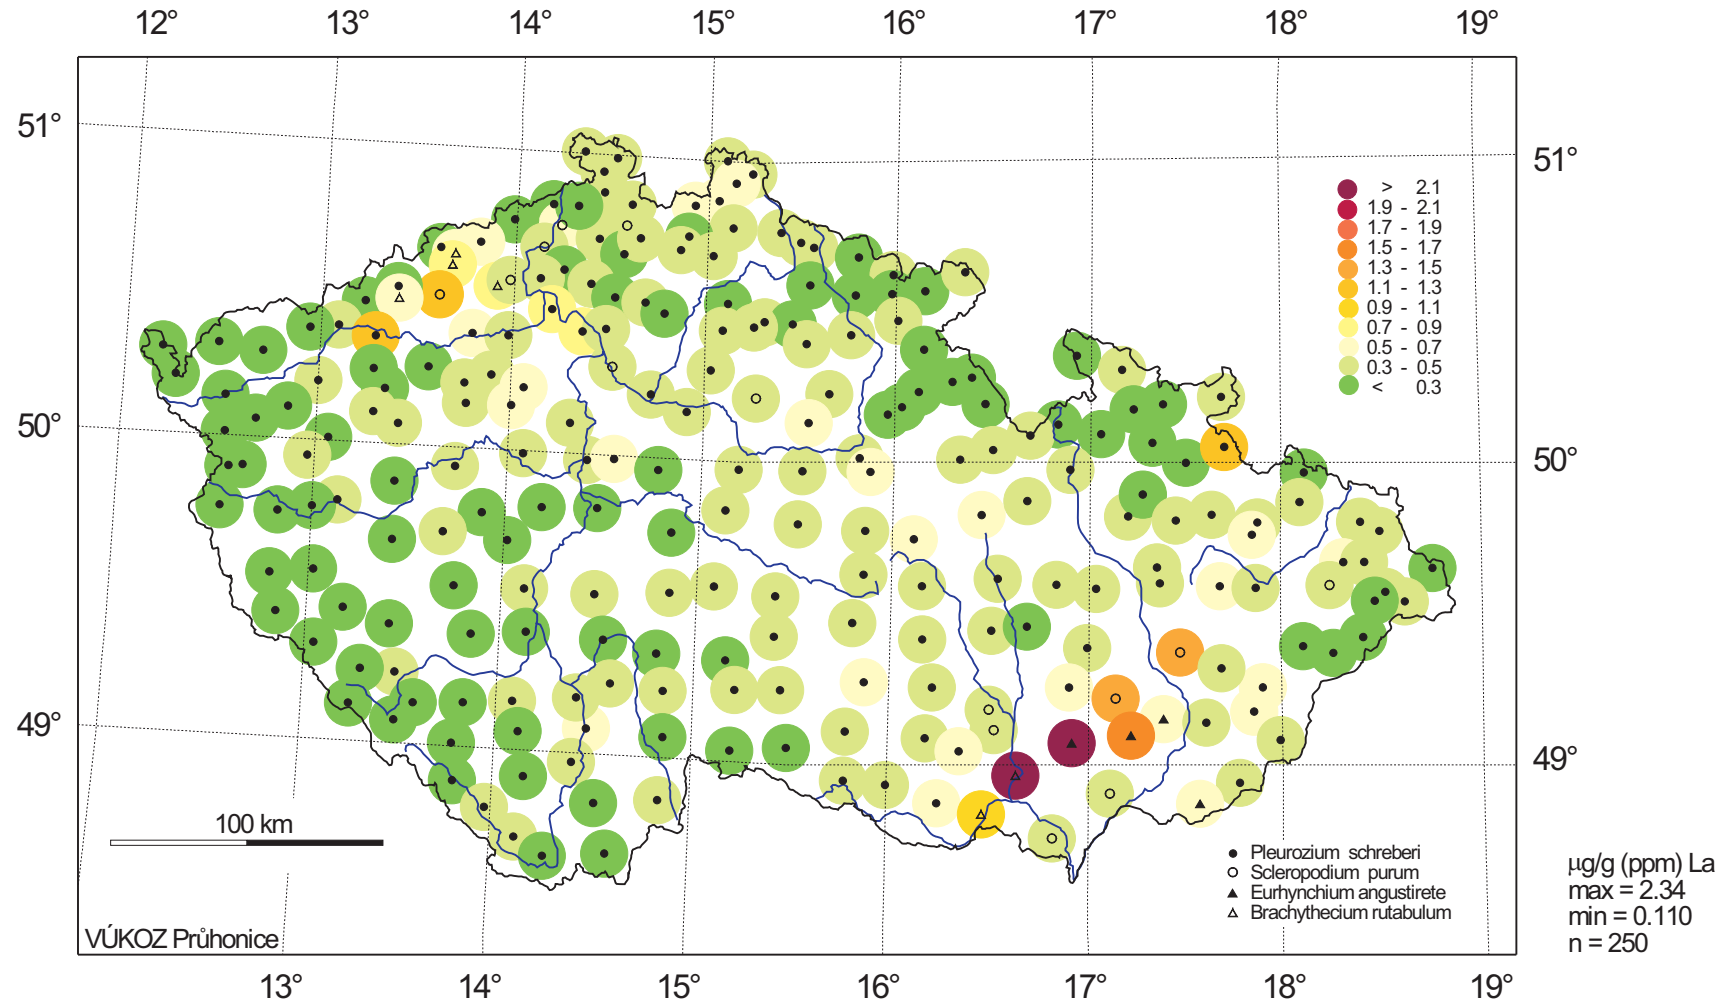 12° 13° 14° 15° 16° 17° 18° 19°
51° 51°
> 2.1
1.9 - 2.1
1.7 - 1.9
1.5 - 1.7
1.3 - 1.5
1.1 - 1.3
0.9 - 1.1
0.7 - 0.9
0.5 - 0.7
0.3 - 0.5
< 0.3
50° 50°
49° 49°
100 km
Pleurozium schreberi
Scleropodium purum
Eurhynchium angustirete
Brachythecium rutabulum
µg/g (ppm) La
max = 2.34
min = 0.110
n = 250
VÚKOZ Průhonice
13° 14° 15° 16° 17° 18° 19°